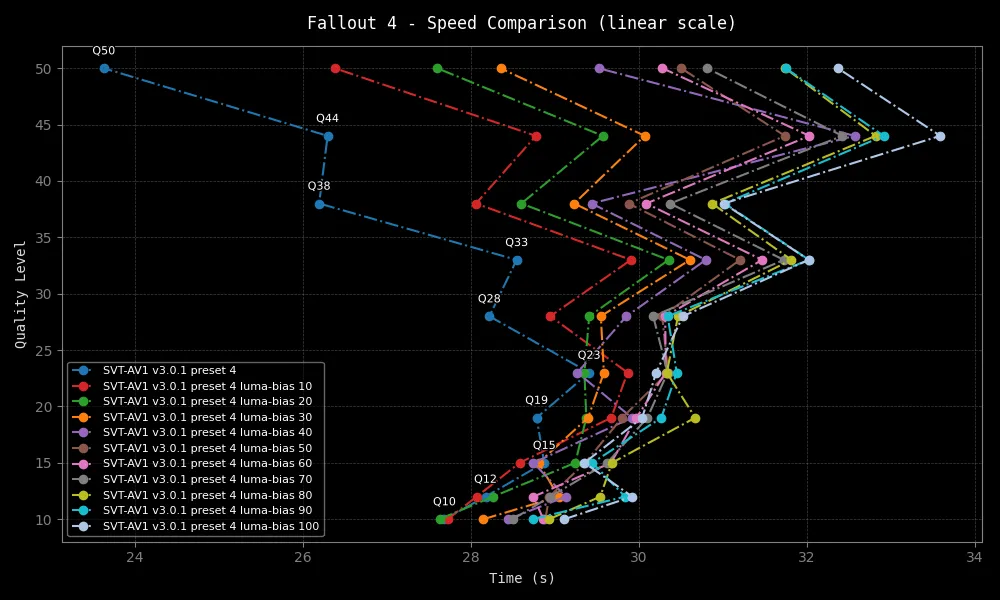 Fallout 4 - Speed Comparison (linear scale)
Q50
Q44
Q38
Q33
Q28
Q23
Q19
Q15
Q12
Q10
Quality Level
50
45
40
35
30
25
20
15
10
SVT-AV1 v3.0.1 preset 4
SVT-AV1 v3.0.1 preset 4 luma-bias 10
SVT-AV1 v3.0.1 preset 4 luma-bias 20
SVT-AV1 v3.0.1 preset 4 luma-bias 30
SVT-AV1 v3.0.1 preset 4 luma-bias 40
SVT-AV1 v3.0.1 preset 4 luma-bias 50
SVT-AV1 v3.0.1 preset 4 luma-bias 60
SVT-AV1 v3.0.1 preset 4 luma-bias 70
SVT-AV1 v3.0.1 preset 4 luma-bias 80
SVT-AV1 v3.0.1 preset 4 luma-bias 90
SVT-AV1 v3.0.1 preset 4 luma-bias 100
24 26 28 30 32 34
Time (s)